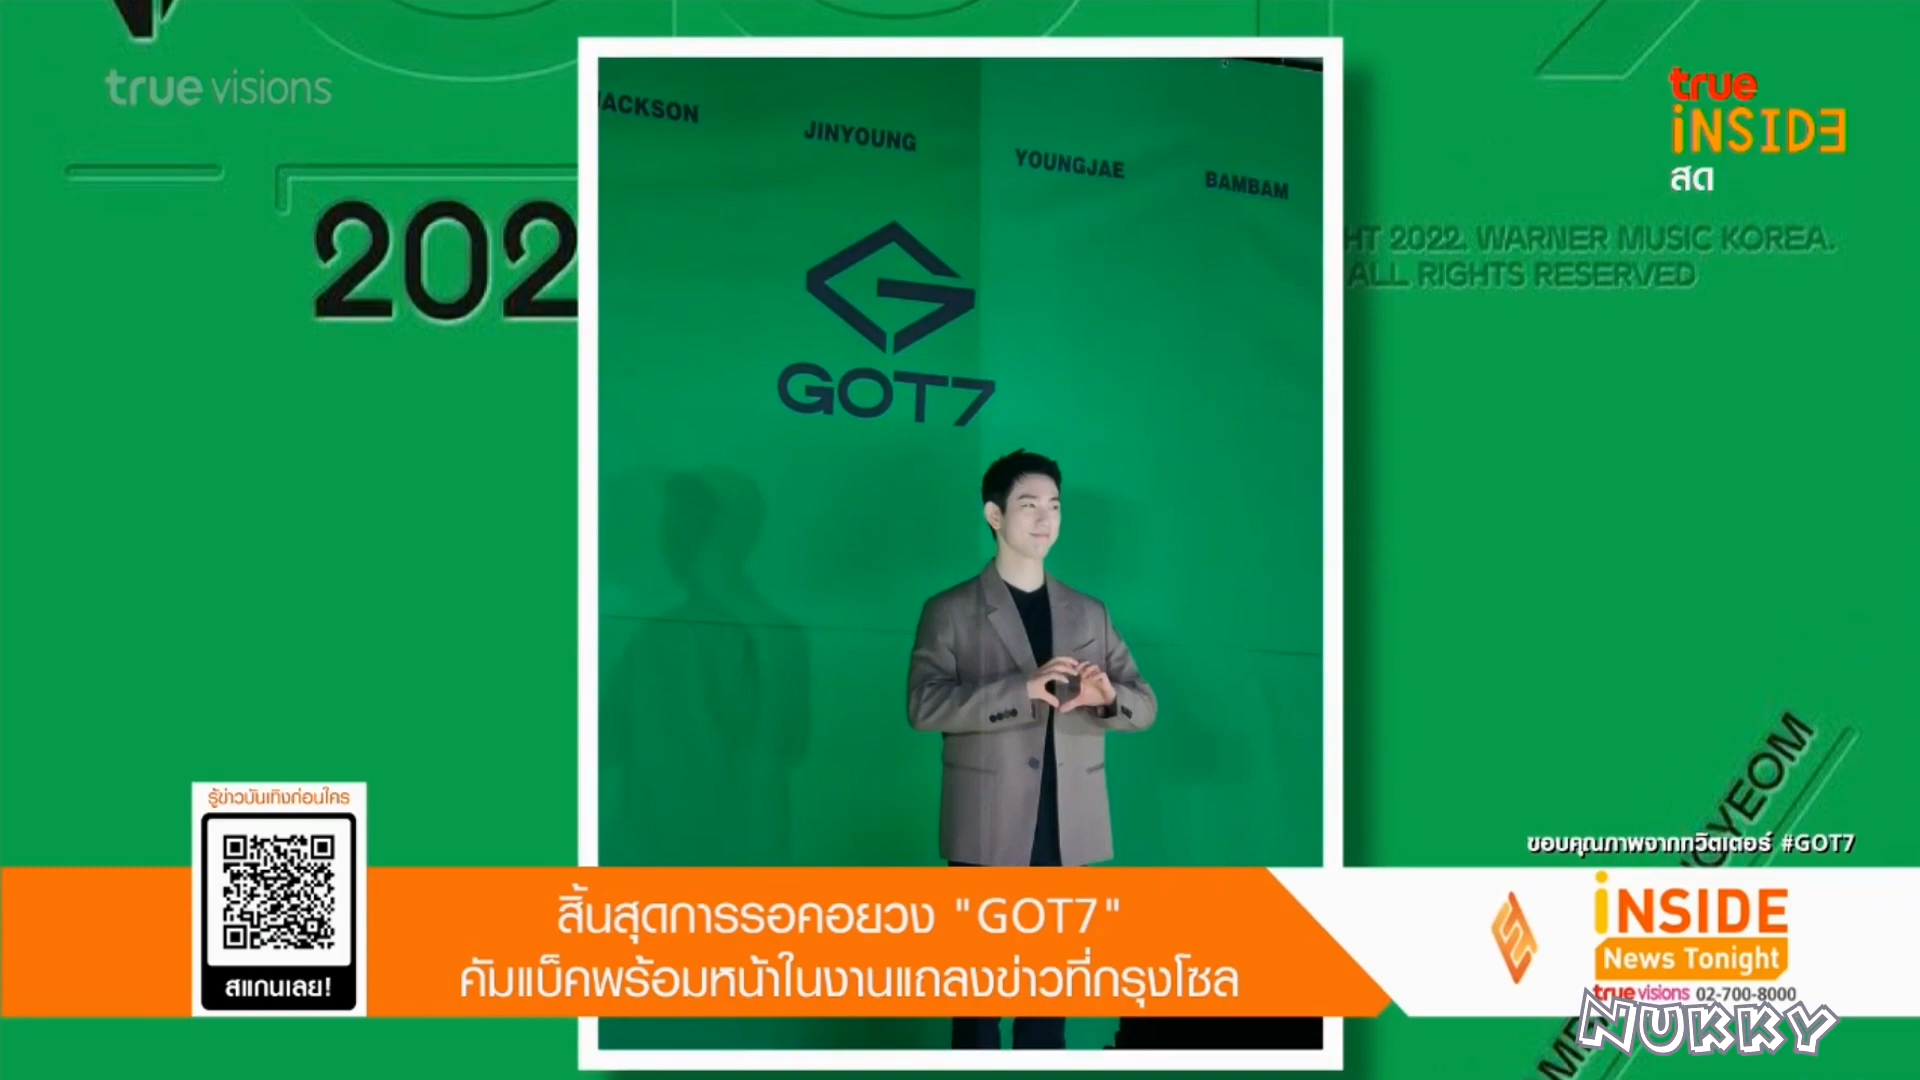 true visions
true
iNSIDE
สด
202
HT 2022. WARNER MUSIC KOREA.
ALL RIGHTS RESERVED
JACKSON
JINYOUNG
YOUNGJAE
BAMBAM
GOT7
ขอบคุณภาพจากทวิตเตอร์ #GOT7
รู้ข่าวบันเทิงก่อนใคร
สแกนเลย!
สิ้นสุดการรอคอยวง "GOT7"
คัมแบ็คพร้อมหน้าในงานแถลงข่าวที่กรุงโซล
iNSIDE
News Tonight
true visions 02-700-8000
NUKKY